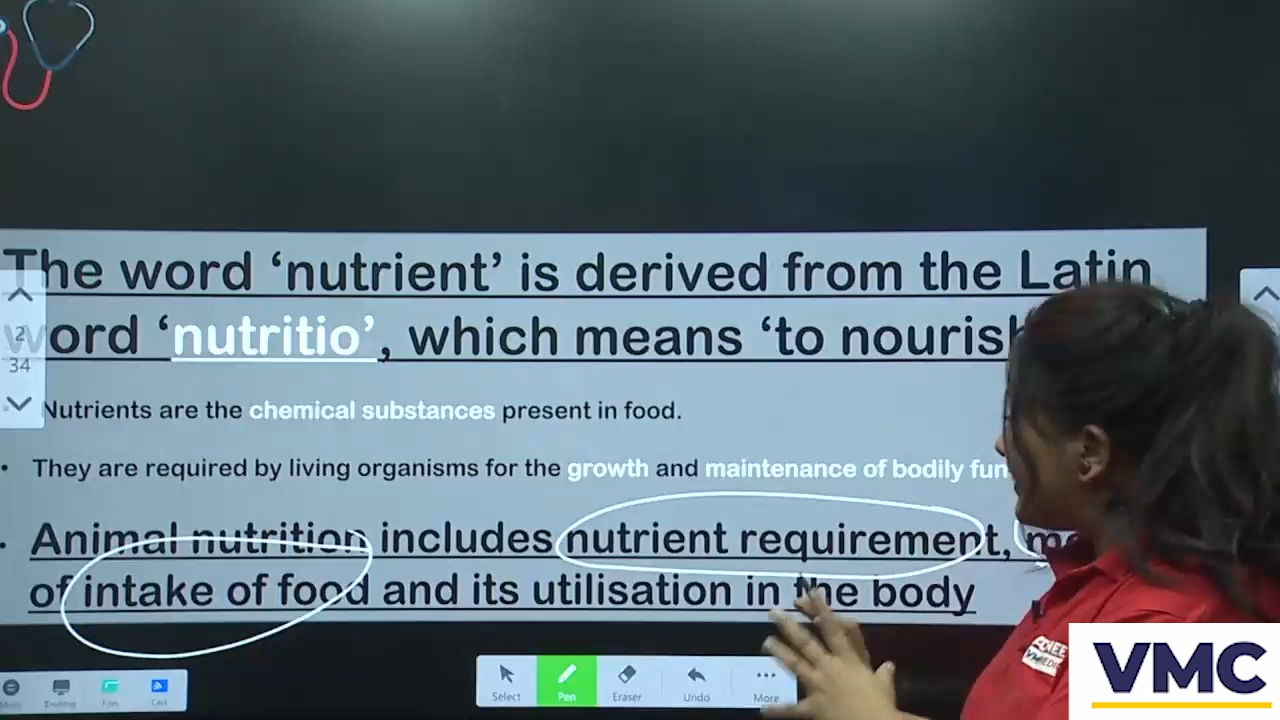 The word ‘nutrient’ is derived from the Latin
word ‘nutritio’, which means ‘to nourish
2
34
Nutrients are the chemical substances present in food.
• They are required by living organisms for the growth and maintenance of bodily fun
• Animal nutrition includes nutrient requirement,
of intake of food and its utilisation in the body
Desktop
Select
Pen
Eraser
Undo
More
VMC